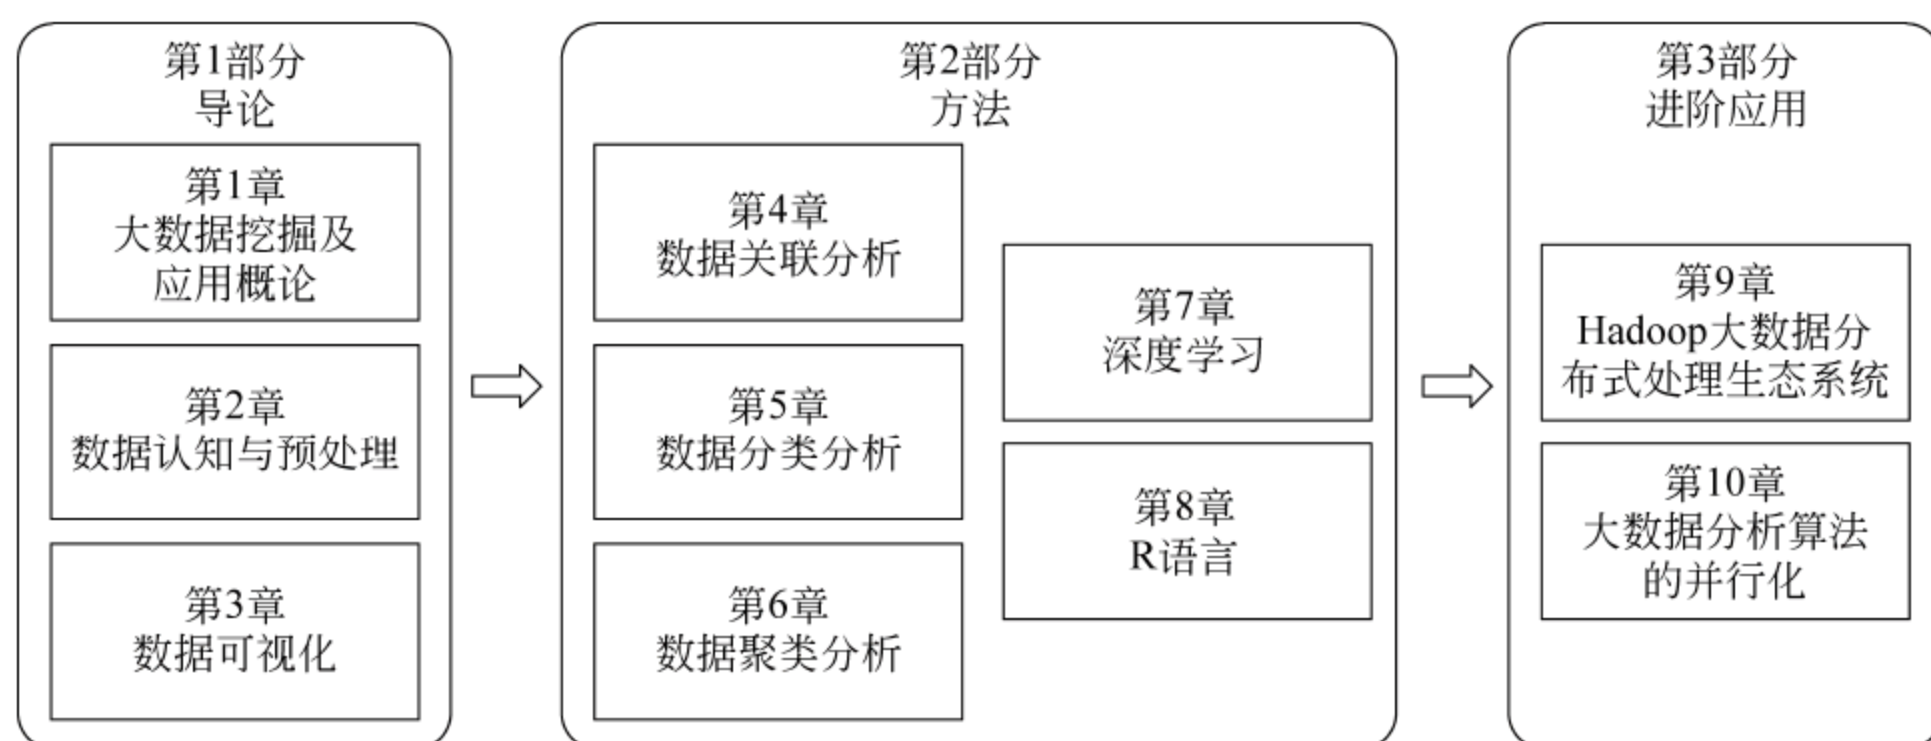 第1部分
导论
第1章
大数据挖掘及
应用概论
第2章
数据认知与预处理
第3章
数据可视化
第2部分
方法
第4章
数据关联分析
第5章
数据分类分析
第6章
数据聚类分析
第7章
深度学习
第8章
R语言
第3部分
进阶应用
第9章
Hadoop大数据分
布式处理生态系统
第10章
大数据分析算法
的并行化